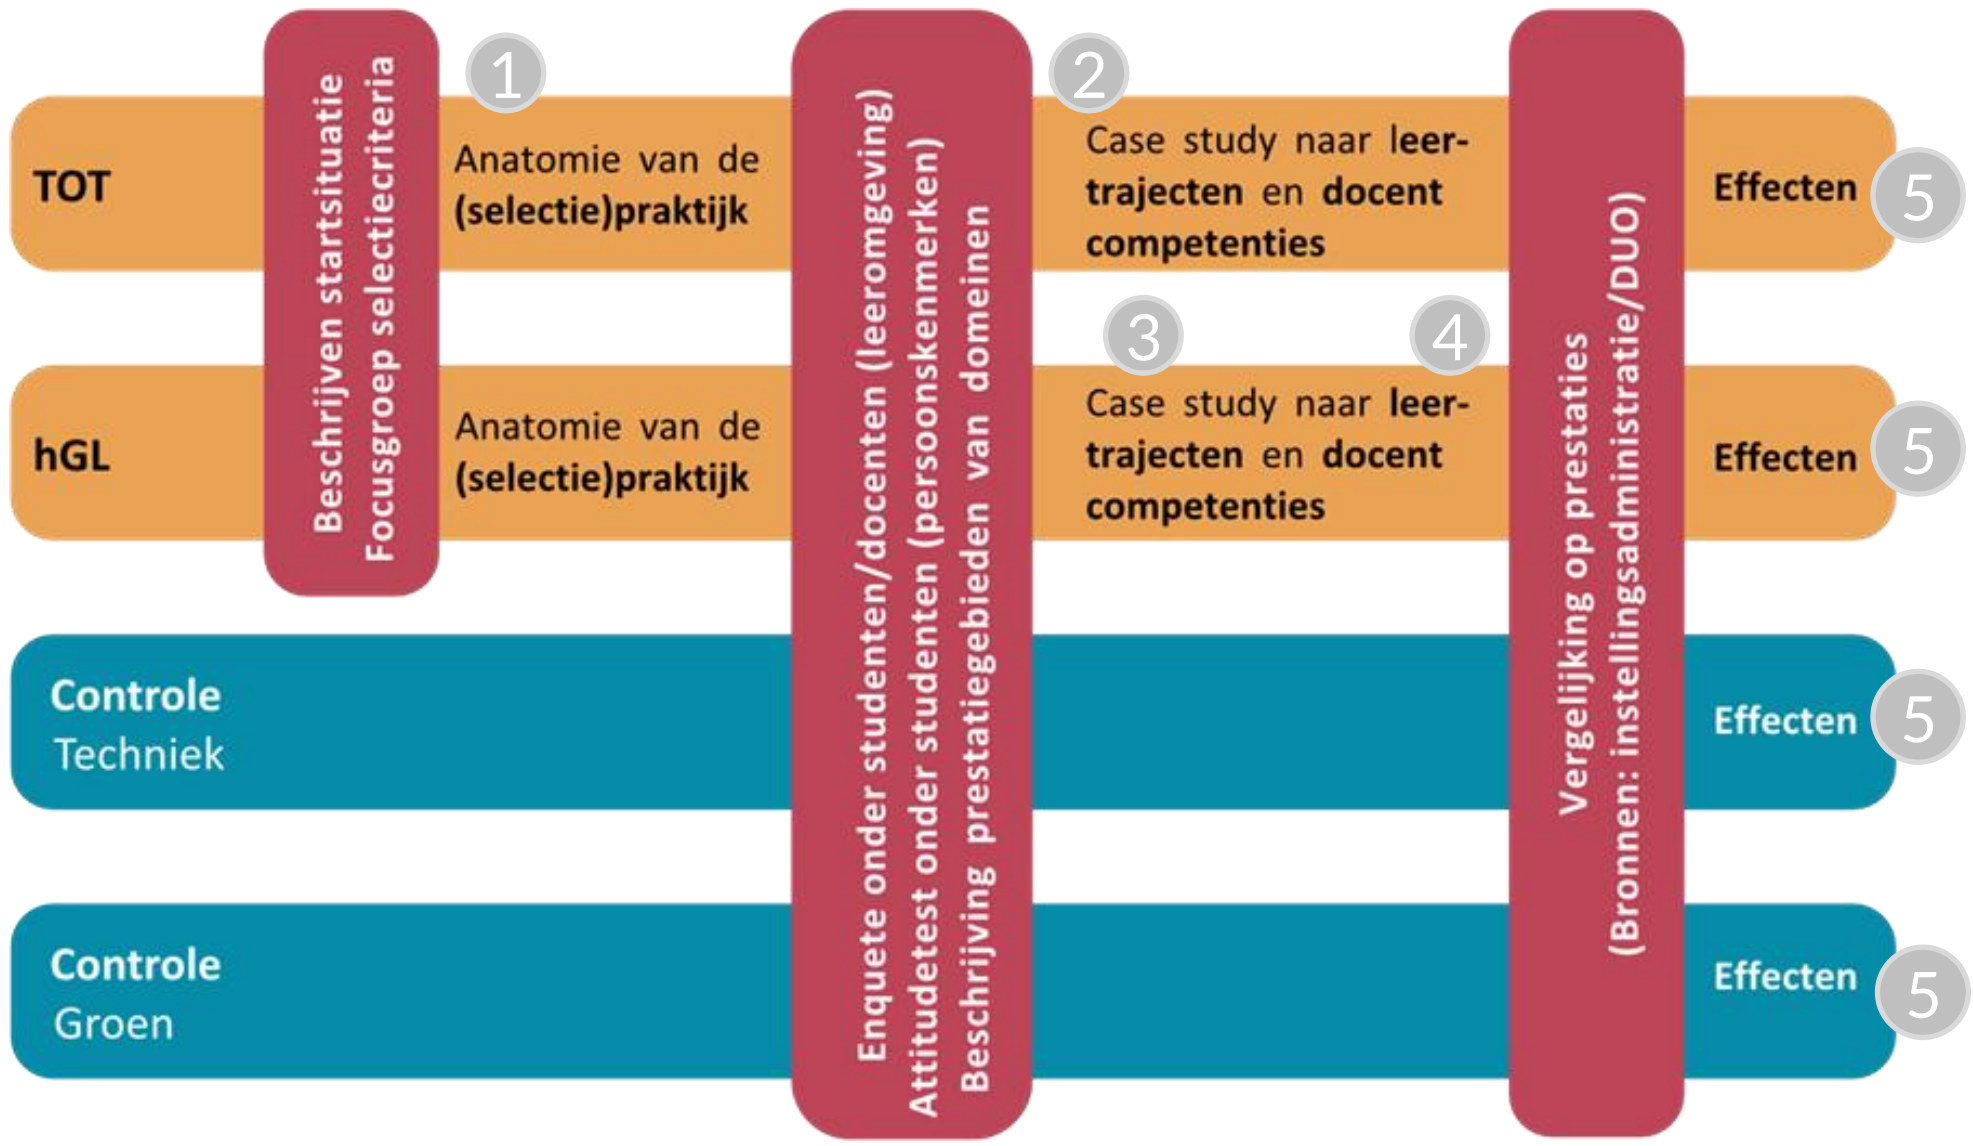 Beschrijven startsituatie
Focusgroep selectiecriteria
1
Enquete onder studenten/docenten (leeromgeving)
Attitudetest onder studenten (persoonskenmerken)
Beschrijving prestatiegebieden van domeinen
2
Vergelijking op prestaties
(Bronnen: instellingsadministratie/DUO)
TOT
Anatomie van de
(selectie)praktijk
Case study naar leer-
trajecten en docent
competenties
Effecten
5
3
4
hGL
Anatomie van de
(selectie)praktijk
Case study naar leer-
trajecten en docent
competenties
Effecten
5
Controle
Techniek
Effecten
5
Controle
Groen
Effecten
5